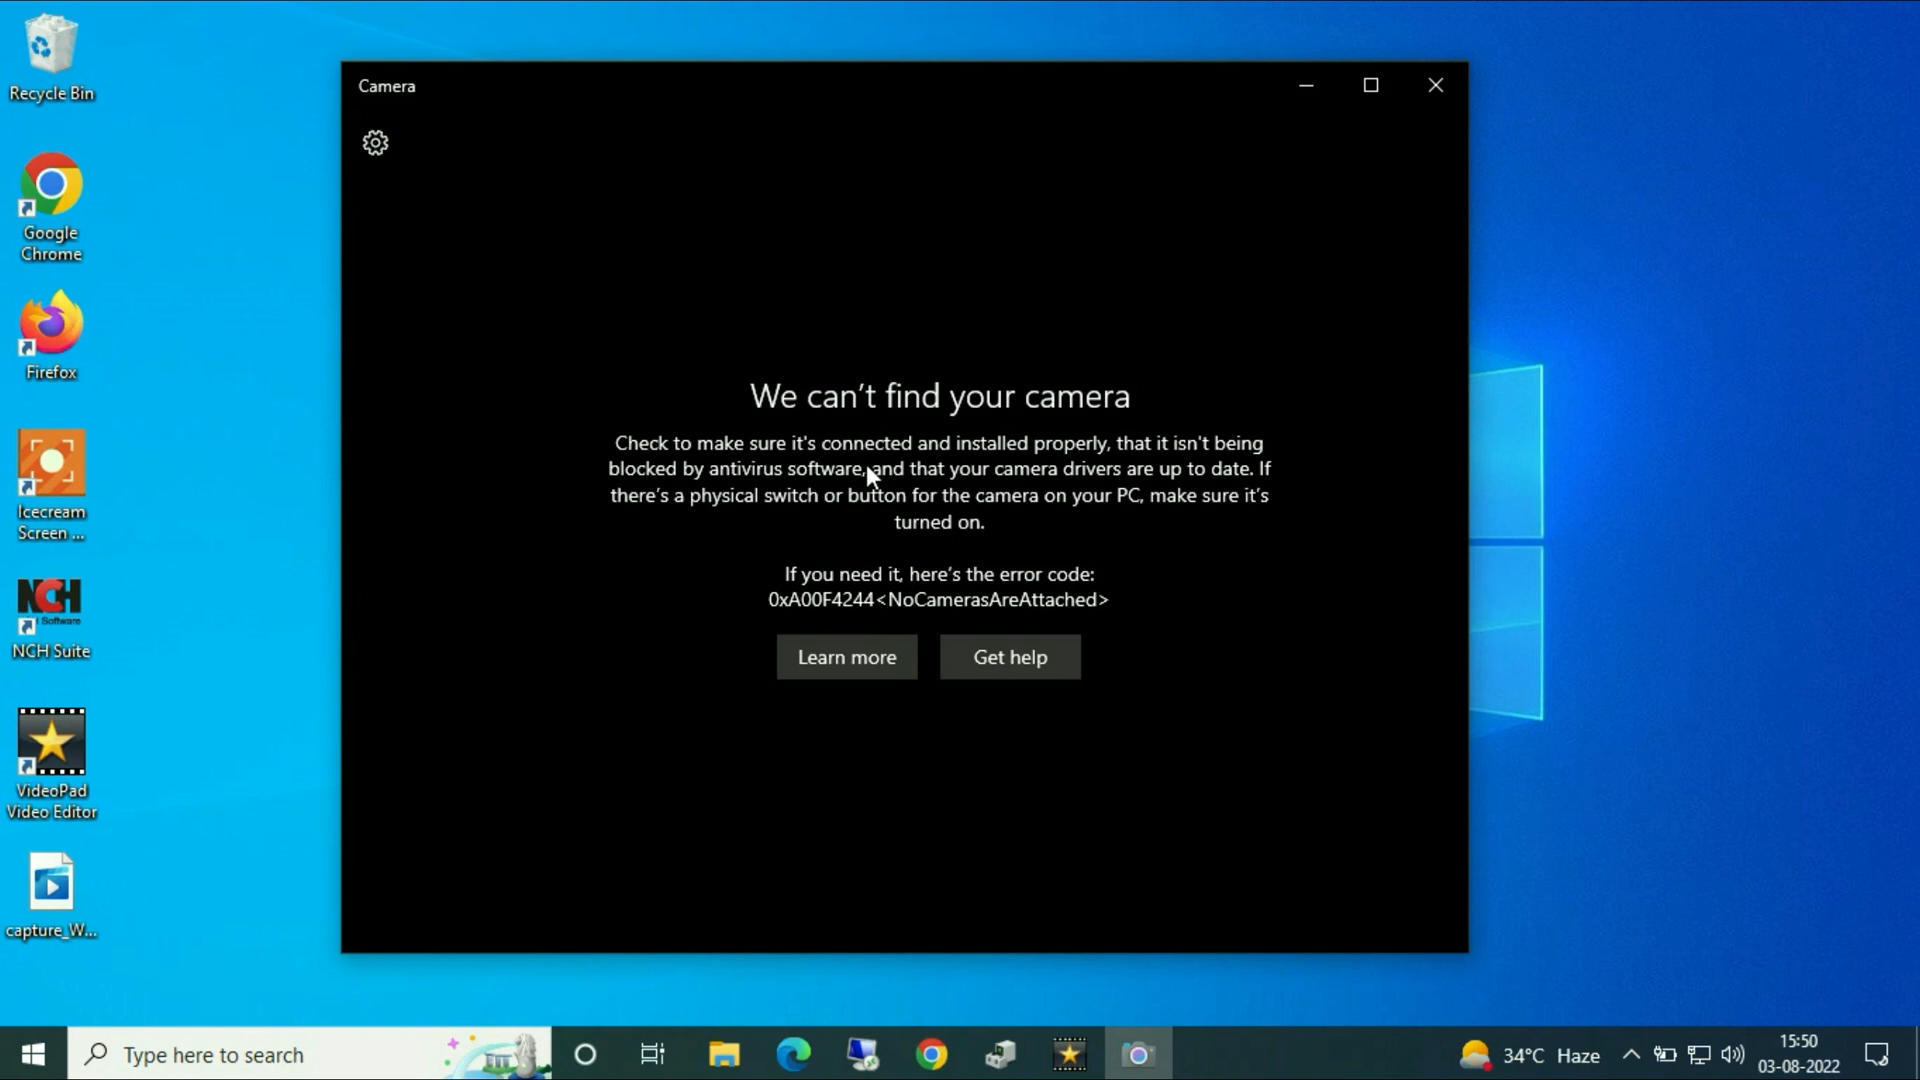 Recycle Bin
Google
Chrome
Firefox
Icecream
Screen ...
NCH
Software
NCH Suite
VideoPad
Video Editor
capture_W...
Camera
We can’t find your camera
Check to make sure it's connected and installed properly, that it isn't being
blocked by antivirus software, and that your camera drivers are up to date. If
there’s a physical switch or button for the camera on your PC, make sure it’s
turned on.
If you need it, here’s the error code:
0xA00F4244<NoCamerasAreAttached>
Learn more
Get help
Type here to search
34°C Haze
15:50
03-08-2022